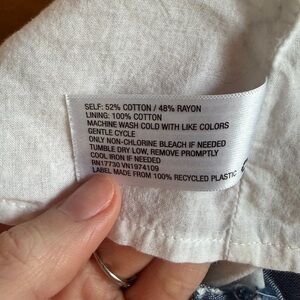 SELF: 52% COTTON / 48% RAYON
LINING: 100% COTTON
MACHINE WASH COLD WITH LIKE COLORS
GENTLE CYCLE
ONLY NON-CHLORINE BLEACH IF NEEDED
TUMBLE DRY LOW, REMOVE PROMPTLY
COOL IRON IF NEEDED
RN17730 VN1974109
LABEL MADE FROM 100% RECYCLED PLASTIC